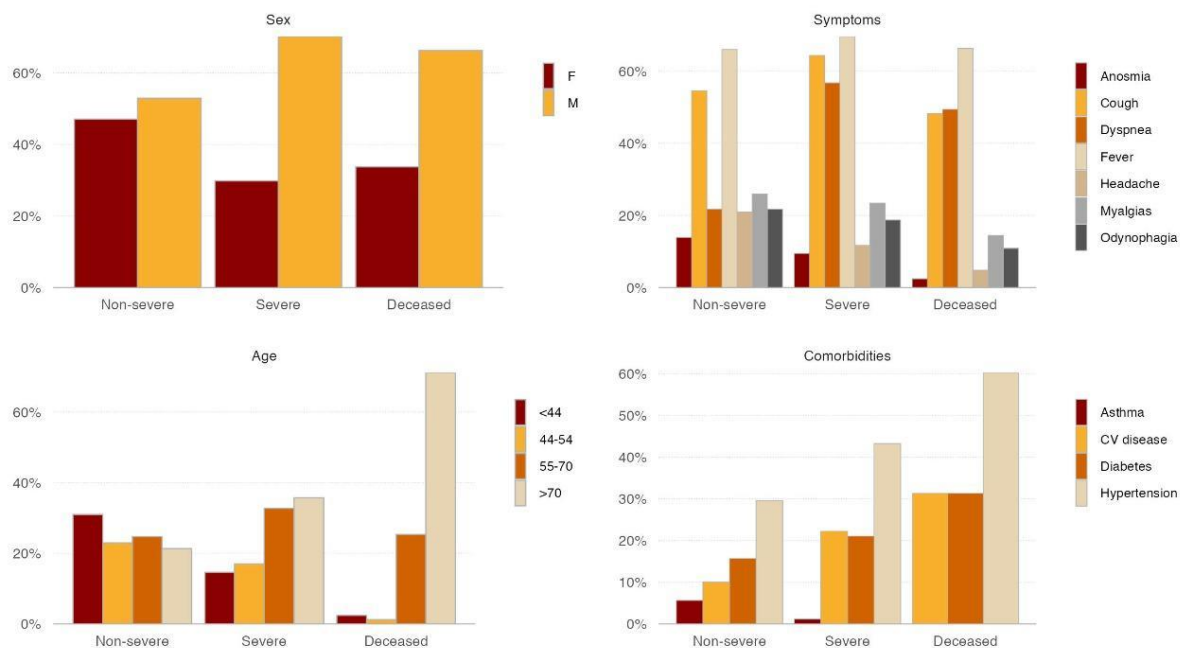 Sex
60%
40%
20%
0%
Non-severe Severe Deceased
F
M
Symptoms
60%
40%
20%
0%
Non-severe Severe Deceased
Anosmia
Cough
Dyspnea
Fever
Headache
Myalgias
Odynophagia
Age
60%
40%
20%
0%
Non-severe Severe Deceased
<44
44-54
55-70
>70
Comorbidities
60%
50%
40%
30%
20%
10%
0%
Non-severe Severe Deceased
Asthma
CV disease
Diabetes
Hypertension